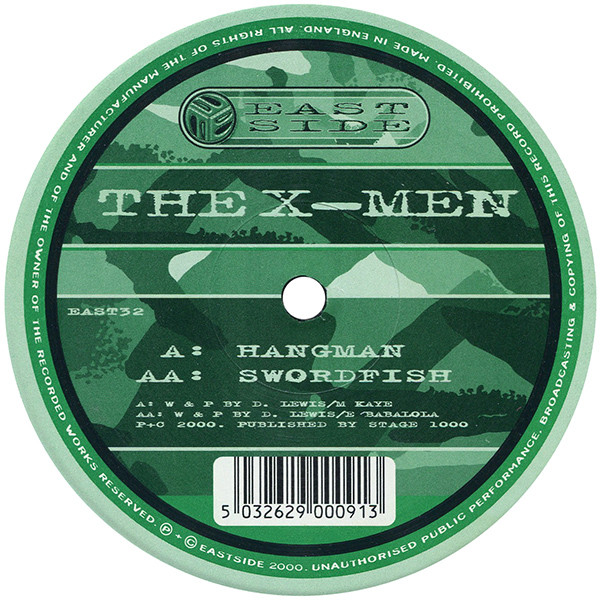 EAST
SIDE
THE X-MEN
EAST32
A: HANGMAN
AA: SWORDFISH
A: W & P BY D. LEWIS/M KAYE
AA: W & P BY D. LEWIS/E BABALOLA
P+C 2000. PUBLISHED BY STAGE 1000
5 032629 000913
ALL RIGHTS OF THE MANUFACTURER AND OF THE OWNER OF THE RECORDED WORKS RESERVED. ℗ + © EASTSIDE 2000. UNAUTHORISED PUBLIC PERFORMANCE, BROADCASTING & COPYING OF THIS RECORD PROHIBITED. MADE IN ENGLAND.